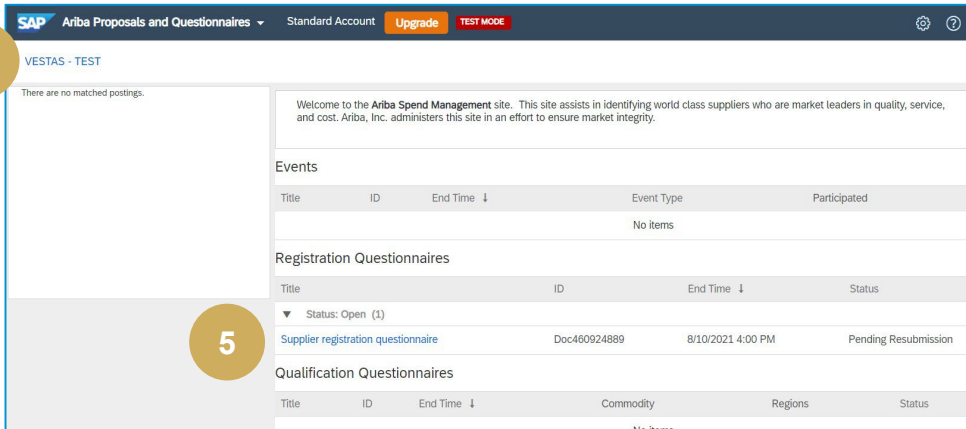 SAP Ariba Proposals and Questionnaires Standard Account Upgrade TEST MODE
VESTAS - TEST
There are no matched postings.
Welcome to the Ariba Spend Management site. This site assists in identifying world class suppliers who are market leaders in quality, service,
and cost. Ariba, Inc. administers this site in an effort to ensure market integrity.
Events
Title ID End Time ↓ Event Type Participated
No items
Registration Questionnaires
Title ID End Time ↓ Status
▼ Status: Open (1)
5
Supplier registration questionnaire Doc460924889 8/10/2021 4:00 PM Pending Resubmission
Qualification Questionnaires
Title ID End Time ↓ Commodity Regions Status
No items